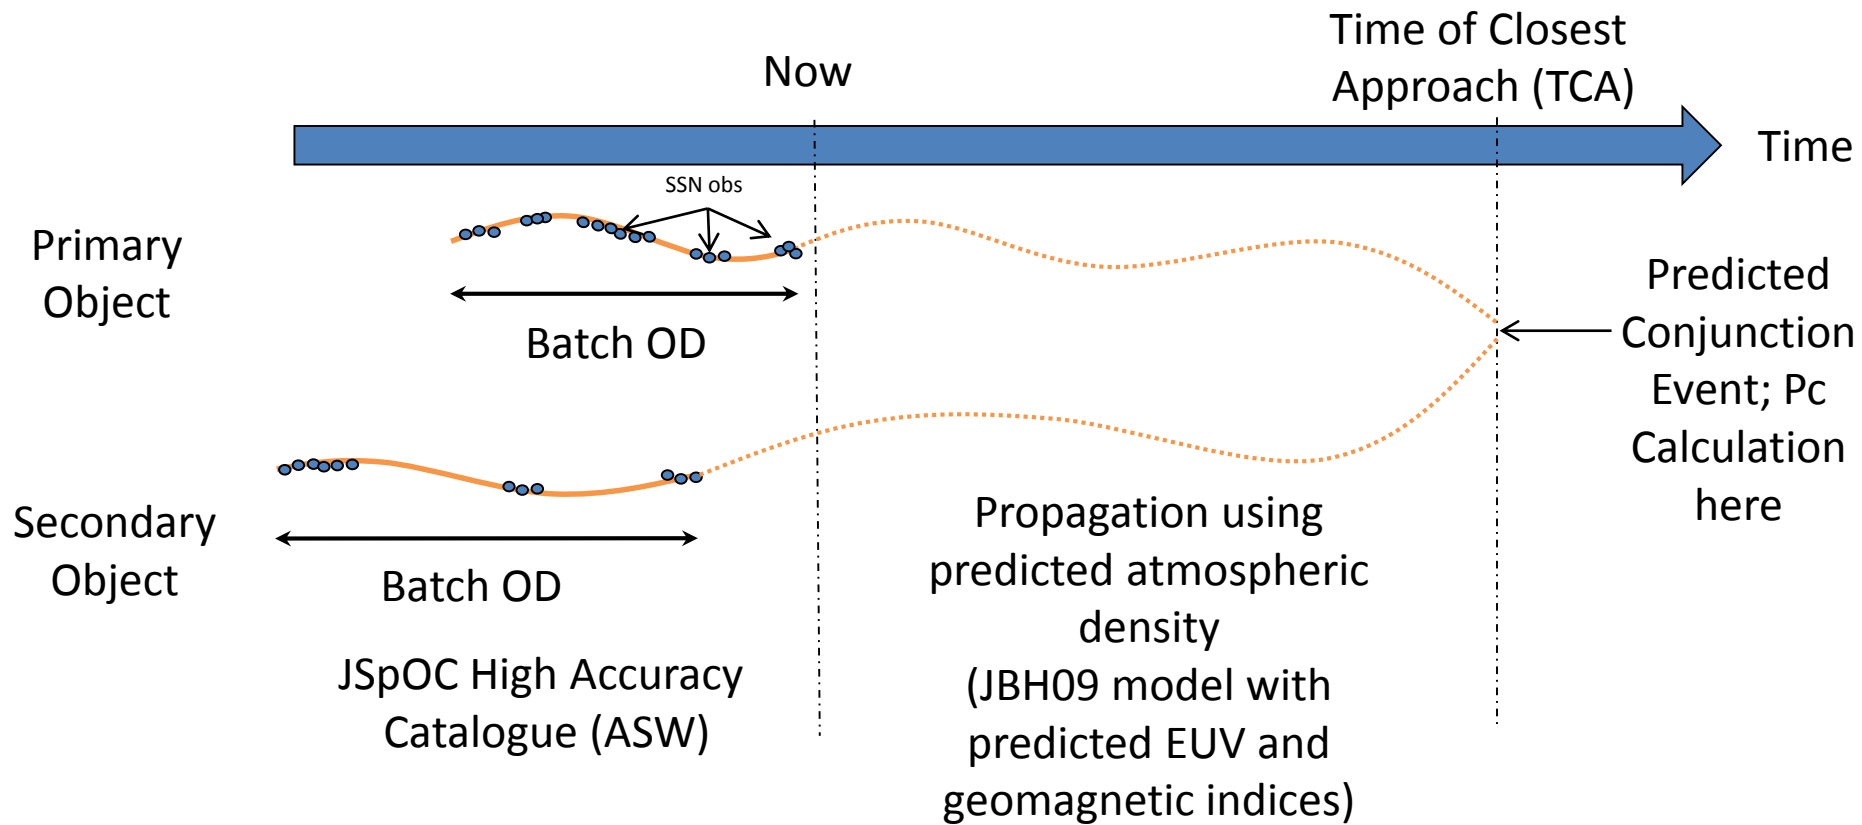 Time of Closest
Approach (TCA)
Now
Time
SSN obs
Primary
Object
Batch OD
Predicted
Conjunction
Event; Pc
Calculation
here
Secondary
Object
Batch OD
JSpOC High Accuracy
Catalogue (ASW)
Propagation using
predicted atmospheric
density
(JBH09 model with
predicted EUV and
geomagnetic indices)